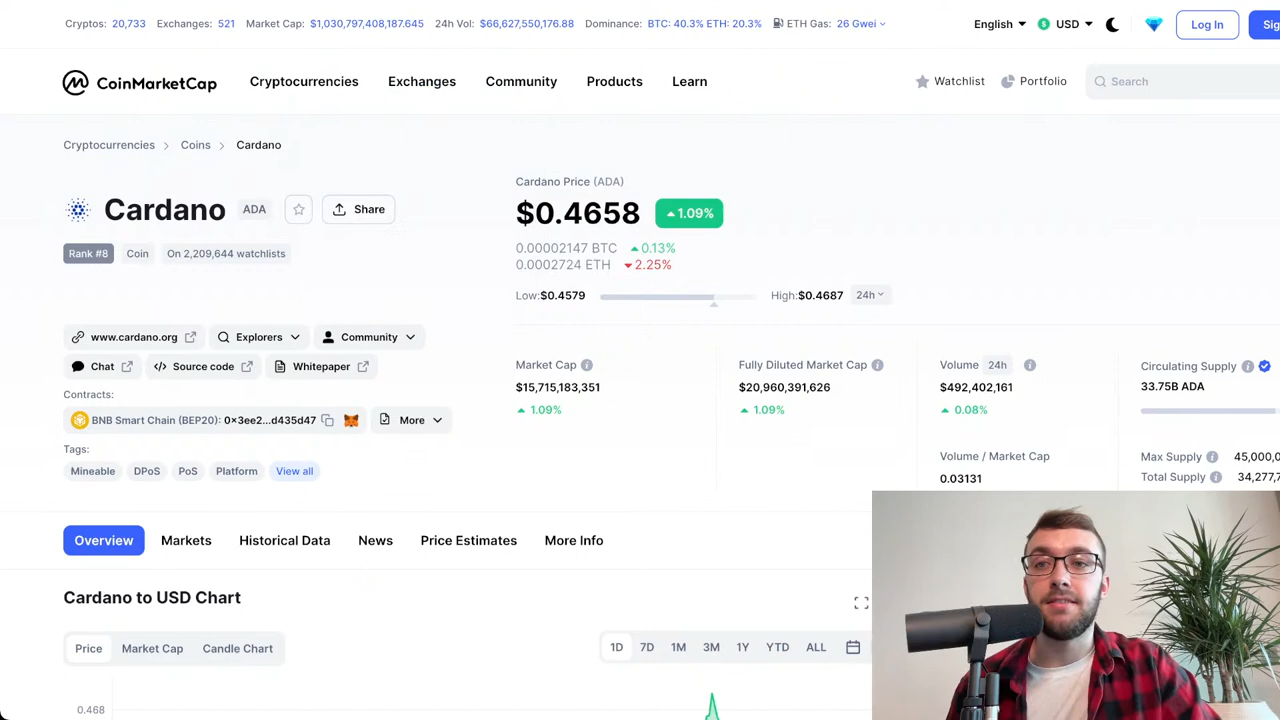 Cryptos: 20,733 Exchanges: 521 Market Cap: $1,030,797,408,187.645 24h Vol: $66,627,550,176.88 Dominance: BTC: 40.3% ETH: 20.3% ETH Gas: 26 Gwei English USD Log In Sig
CoinMarketCap Cryptocurrencies Exchanges Community Products Learn Watchlist Portfolio Search
Cryptocurrencies Coins Cardano
Cardano ADA Share
Rank #8 Coin On 2,209,644 watchlists
Cardano Price (ADA)
$0.4658 1.09%
0.00002147 BTC 0.13%
0.0002724 ETH 2.25%
Low:$0.4579 High:$0.4687 24h
www.cardano.org Explorers Community
Chat Source code Whitepaper
Contracts:
BNB Smart Chain (BEP20): 0x3ee2...d435d47 More
Tags:
Mineable DPoS PoS Platform View all
Market Cap
$15,715,183,351
1.09%
Fully Diluted Market Cap
$20,960,391,626
1.09%
Volume 24h
$492,402,161
0.08%
Volume / Market Cap
0.03131
Circulating Supply
33.75B ADA
Max Supply 45,000,0
Total Supply 34,277,7
Overview Markets Historical Data News Price Estimates More Info
Cardano to USD Chart
Price Market Cap Candle Chart 1D 7D 1M 3M 1Y YTD ALL
0.468